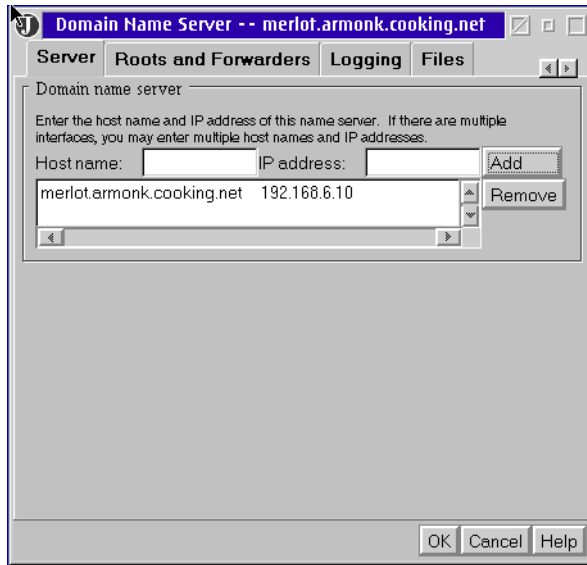 J Domain Name Server -- merlot.armonk.cooking.net
Server Roots and Forwarders Logging Files
Domain name server
Enter the host name and IP address of this name server. If there are multiple
interfaces, you may enter multiple host names and IP addresses.
Host name: IP address: Add
merlot.armonk.cooking.net 192.168.6.10 Remove
OK Cancel Help